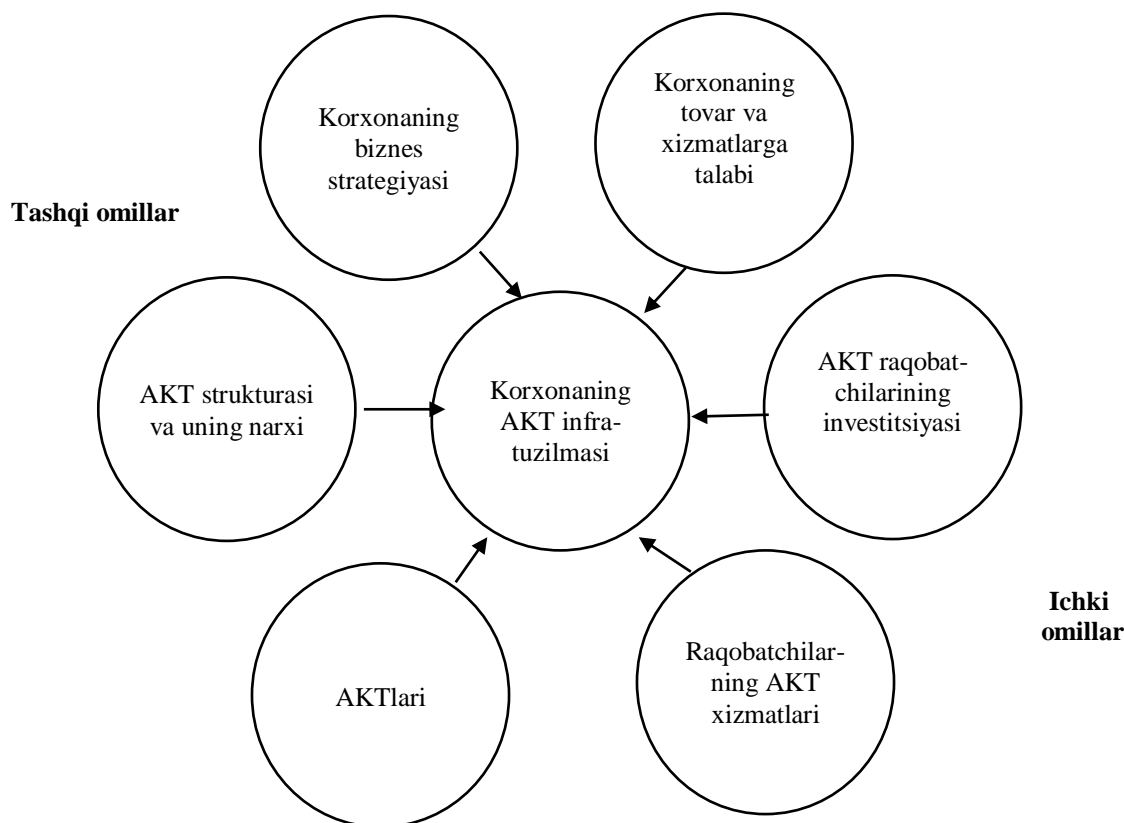 Korxonaning
biznes
strategiyasi
Korxonaning
tovar va
xizmatlarga
talabi
Tashqi omillar
AKT strukturasi
va uning narxi
Korxonaning
AKT infra-
tuzilmasi
AKT raqobat-
chilarining
investitsiyasi
AKTlari
Raqobatchilar-
ning AKT
xizmatlari
Ichki
omillar